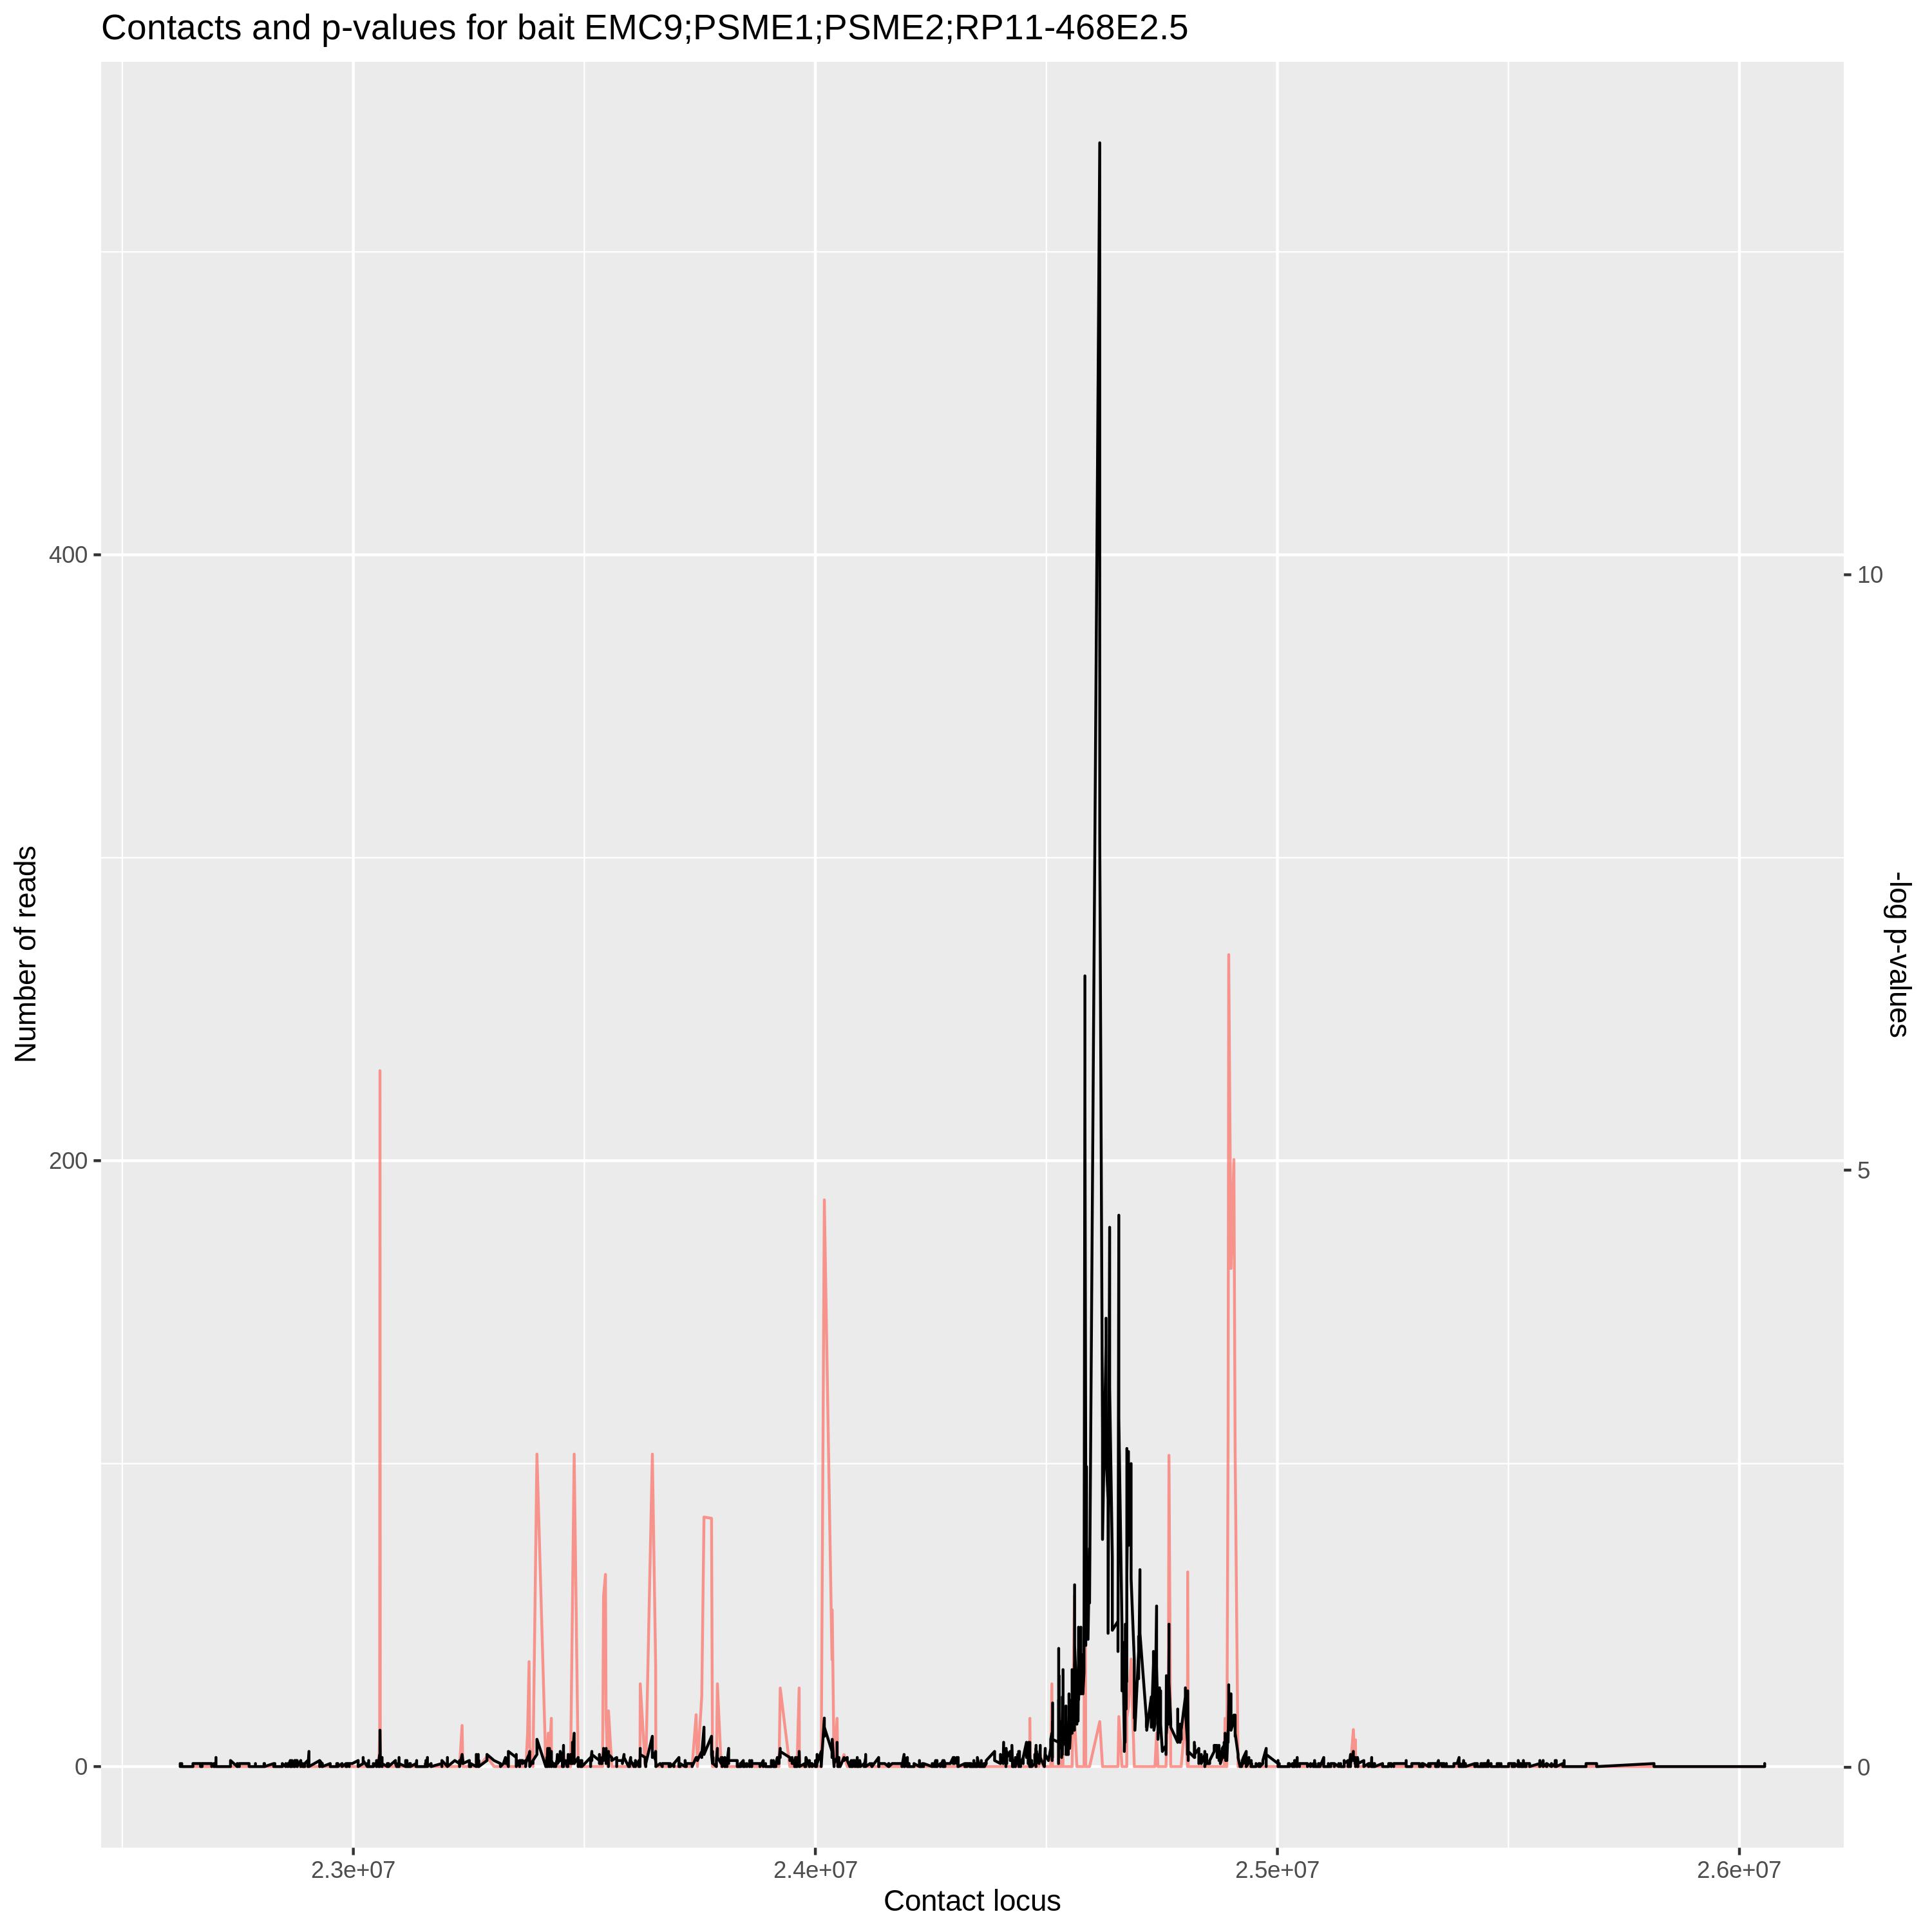 Contacts and p-values for bait EMC9;PSME1;PSME2;RP11-468E2.5
Number of reads
400
200
0
10
5
0
-log p-values
2.3e+07
2.4e+07
2.5e+07
2.6e+07
Contact locus